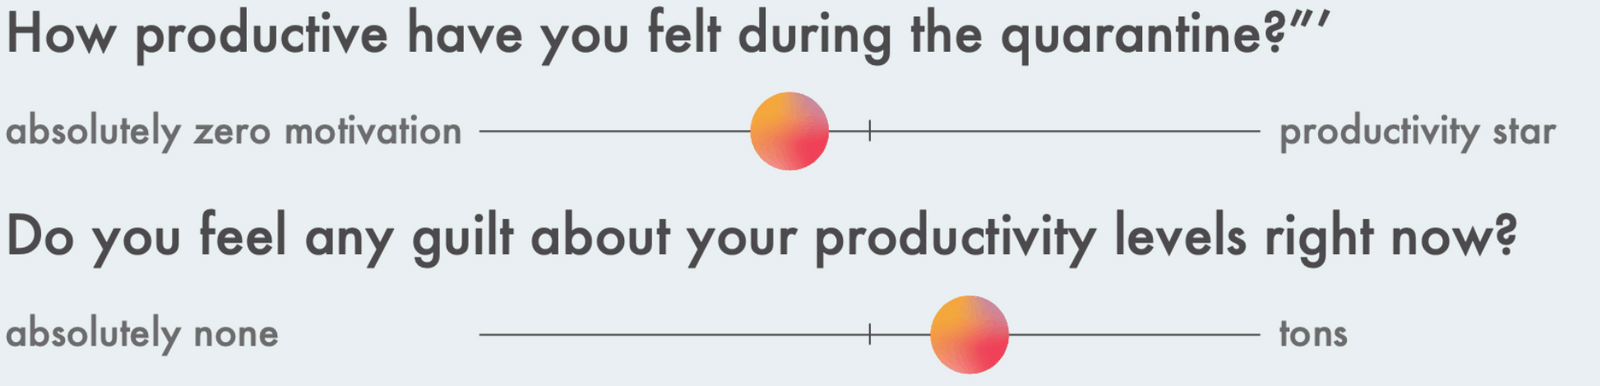 How productive have you felt during the quarantine?”’
absolutely zero motivation productivity star
Do you feel any guilt about your productivity levels right now?
absolutely none tons